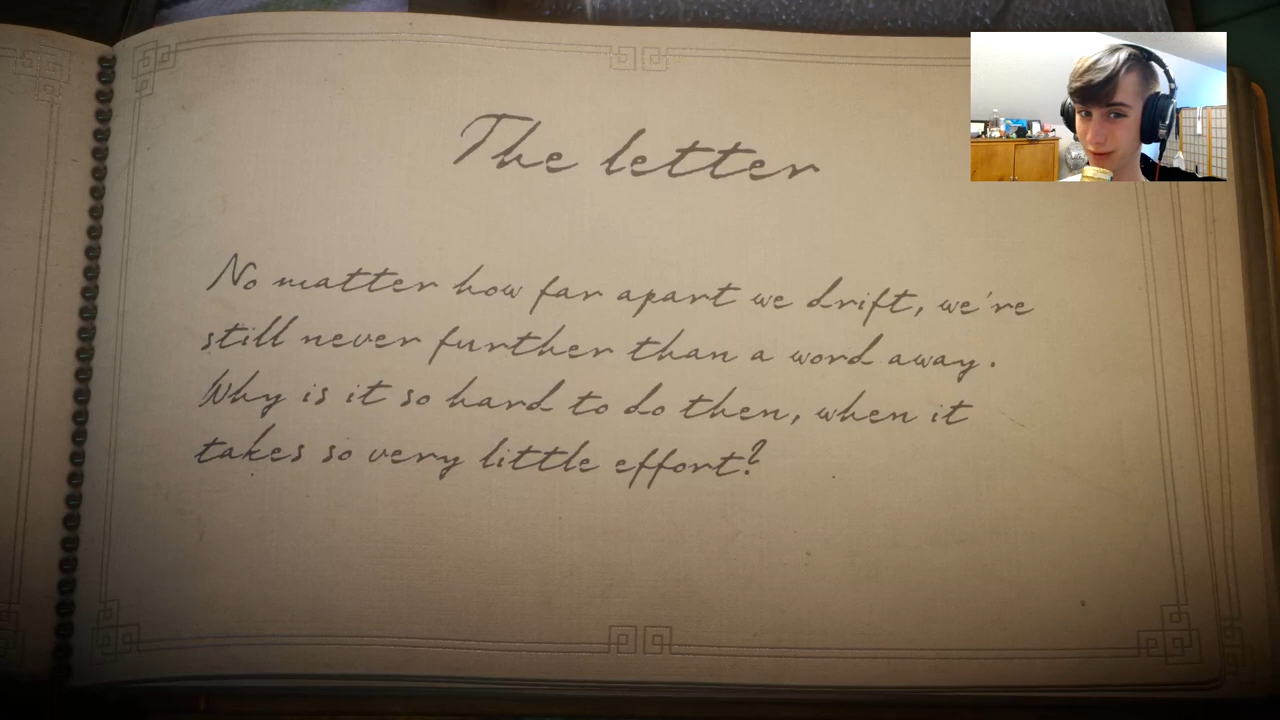 The letter
No matter how far apart we drift, we're
still never further than a word away.
Why is it so hard to do then, when it
takes so very little effort?